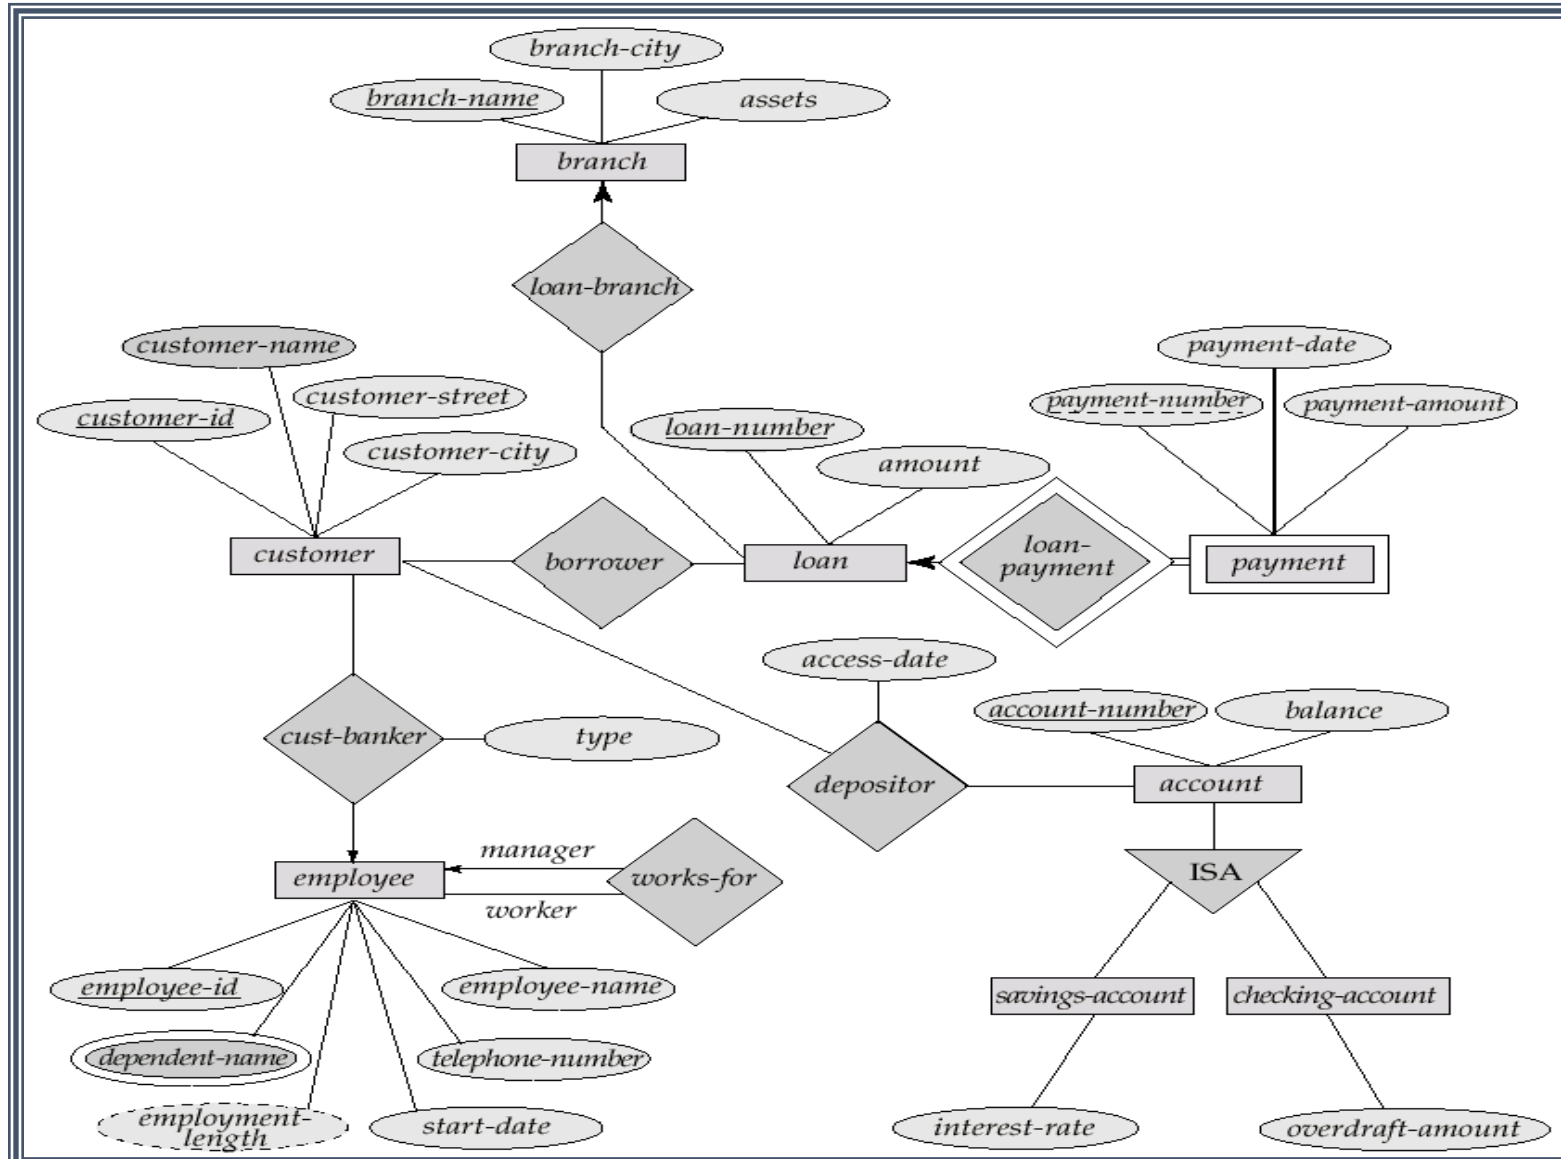 branch-city
branch-name
assets
branch
loan-branch
customer-name
payment-date
customer-street
customer-id
payment-number
payment-amount
loan-number
customer-city
amount
customer
borrower
loan
loan-
payment
payment
access-date
account-number
balance
cust-banker
type
depositor
account
manager
employee
works-for
ISA
worker
employee-id
employee-name
savings-account
checking-account
dependent-name
telephone-number
employment-
length
start-date
interest-rate
overdraft-amount